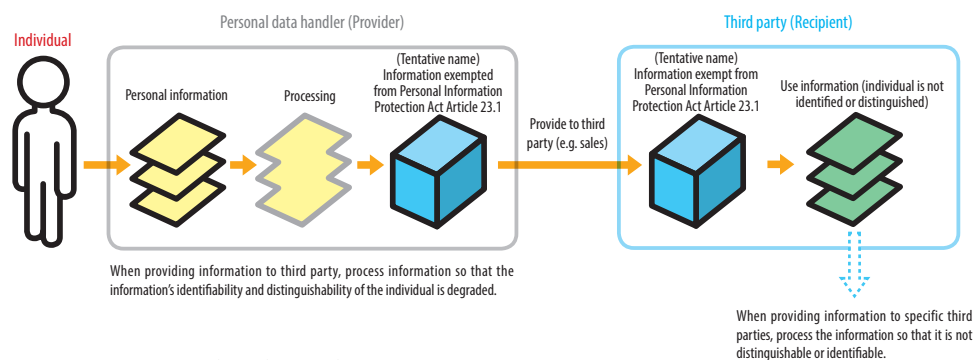 Personal data handler (Provider)
Third party (Recipient)
Individual
Personal information
Processing
(Tentative name)
Information exempted
from Personal Information
Protection Act Article 23.1
Provide to third
party (e.g. sales)
(Tentative name)
Information exempt from
Personal Information
Protection Act Article 23.1
Use information (individual is not
identified or distinguished)
When providing information to third party, process information so that the
information's identifiability and distinguishability of the individual is degraded.
When providing information to specific third
parties, process the information so that it is not
distinguishable or identifiable.